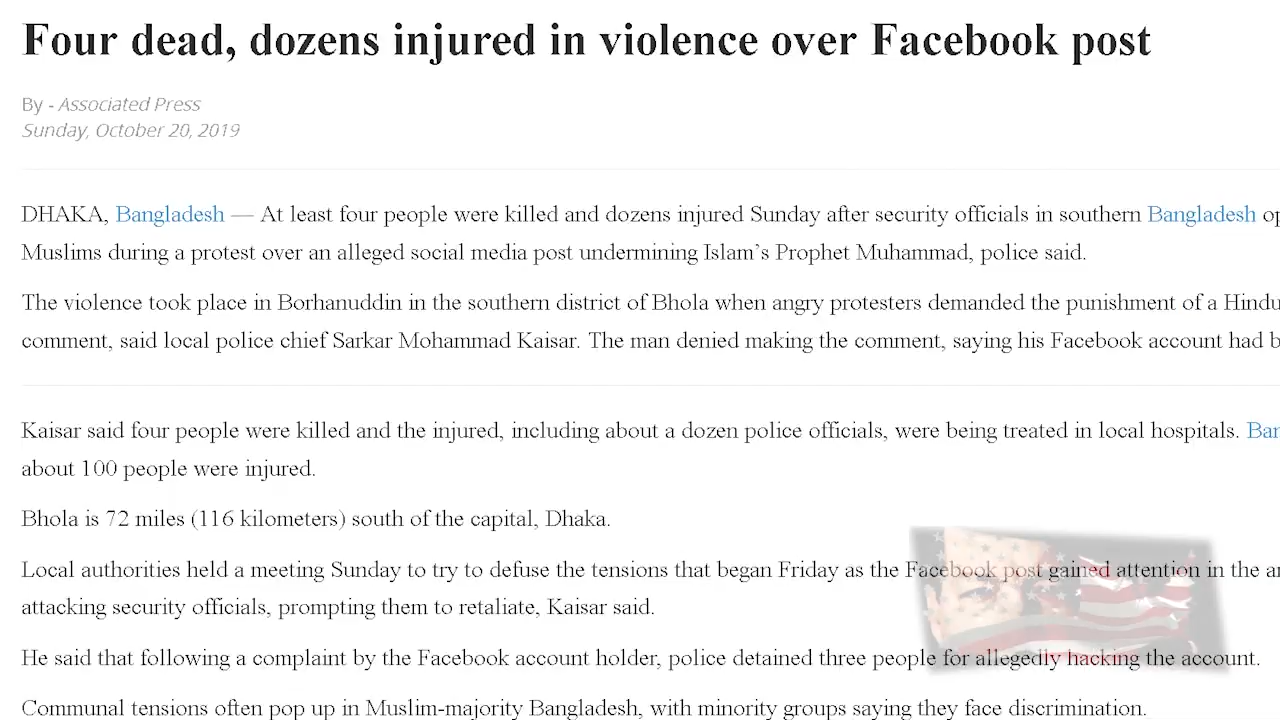 Four dead, dozens injured in violence over Facebook post
By - Associated Press
Sunday, October 20, 2019
DHAKA, Bangladesh — At least four people were killed and dozens injured Sunday after security officials in southern Bangladesh op
Muslims during a protest over an alleged social media post undermining Islam’s Prophet Muhammad, police said.
The violence took place in Borhanuddin in the southern district of Bhola when angry protesters demanded the punishment of a Hindu
comment, said local police chief Sarkar Mohammad Kaisar. The man denied making the comment, saying his Facebook account had b
Kaisar said four people were killed and the injured, including about a dozen police officials, were being treated in local hospitals. Ban
about 100 people were injured.
Bhola is 72 miles (116 kilometers) south of the capital, Dhaka.
Local authorities held a meeting Sunday to try to defuse the tensions that began Friday as the Facebook post gained attention in the ar
attacking security officials, prompting them to retaliate, Kaisar said.
He said that following a complaint by the Facebook account holder, police detained three people for allegedly hacking the account.
Communal tensions often pop up in Muslim-majority Bangladesh, with minority groups saying they face discrimination.